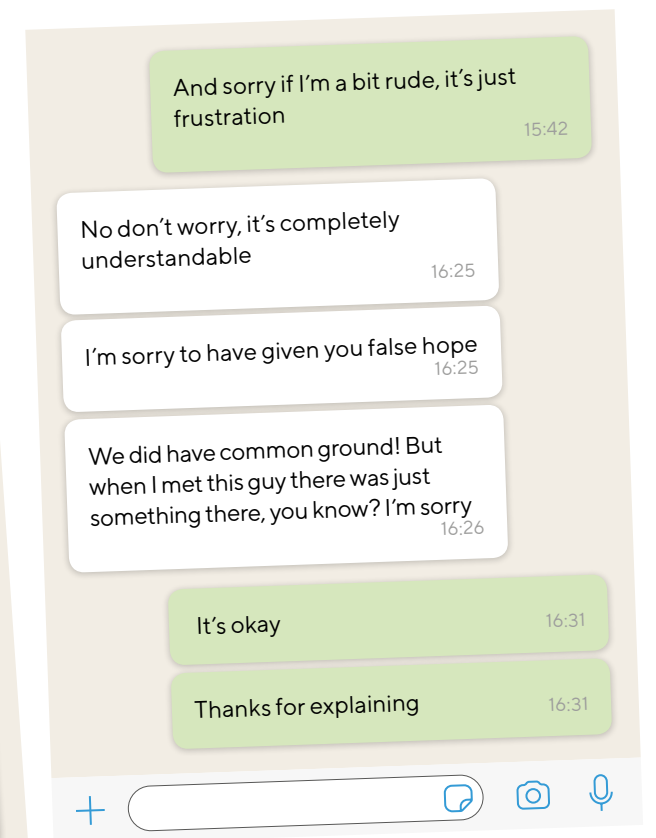 And sorry if I'm a bit rude, it's just
frustration
15:42
No don't worry, it's completely
understandable
16:25
I'm sorry to have given you false hope
16:25
We did have common ground! But
when I met this guy there was just
something there, you know? I'm sorry
16:26
It's okay
16:31
Thanks for explaining
16:31